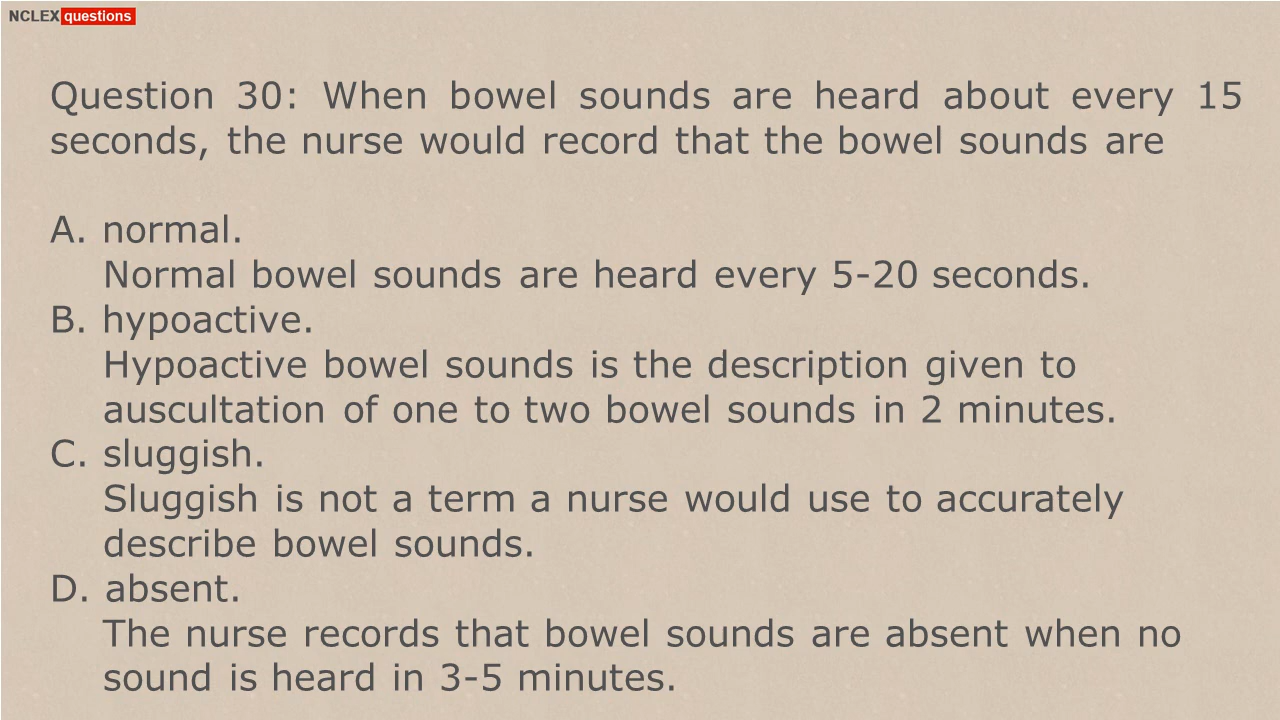 NCLEX questions
Question 30: When bowel sounds are heard about every 15
seconds, the nurse would record that the bowel sounds are
A. normal.
Normal bowel sounds are heard every 5-20 seconds.
B. hypoactive.
Hypoactive bowel sounds is the description given to
auscultation of one to two bowel sounds in 2 minutes.
C. sluggish.
Sluggish is not a term a nurse would use to accurately
describe bowel sounds.
D. absent.
The nurse records that bowel sounds are absent when no
sound is heard in 3-5 minutes.